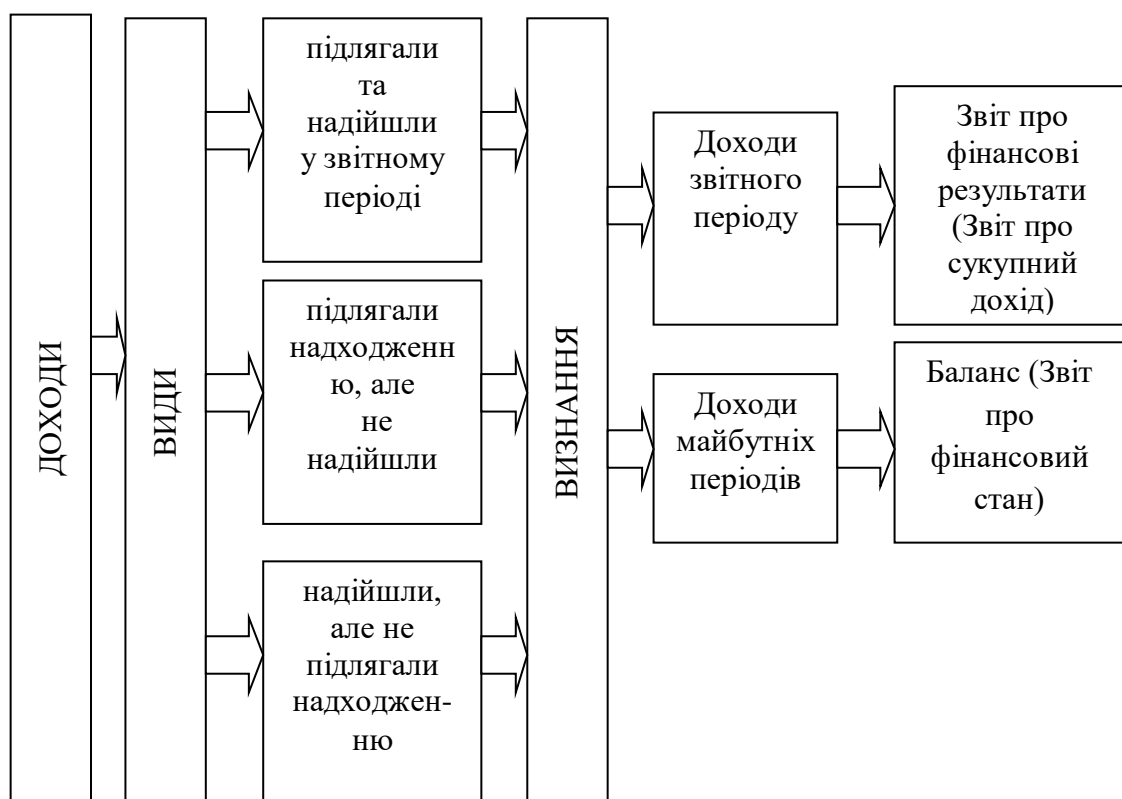 ДОХОДИ
ВИДИ
підлягали
та
надійшли
у звітному
періоді
підлягали
надходженн
ю, але
не
надійшли
надійшли,
але не
підлягали
надходжен-
ню
ВИЗНАННЯ
Доходи
звітного
періоду
Доходи
майбутніх
періодів
Звіт про
фінансові
результати
(Звіт про
сукупний
дохід)
Баланс (Звіт
про
фінансовий
стан)